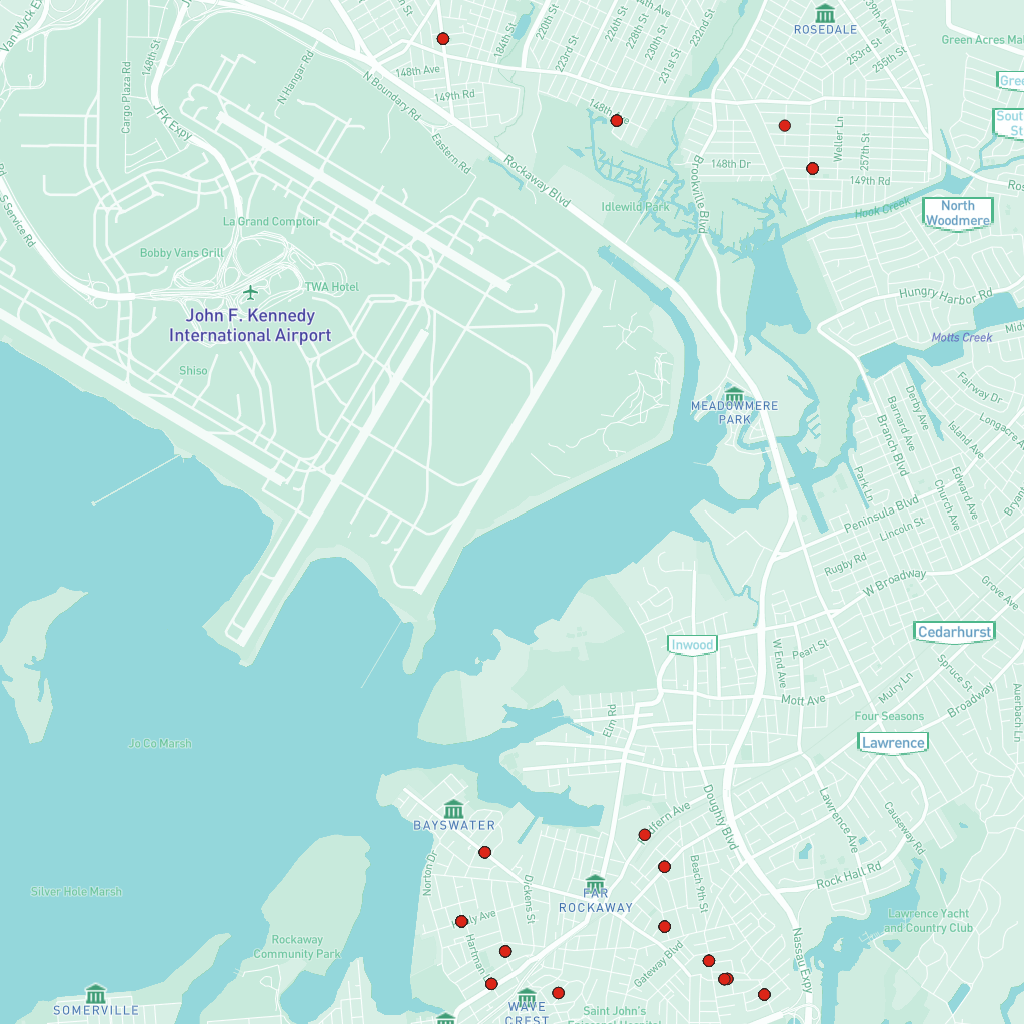 Van Wyck Exp
148th St
184th St
220th St
223rd St
226th St
228th St
230th St
231st St
232nd St
ROSEDALE
253rd St
255th St
Green Acres Mal
Cargo Plaza Rd
N Hangar Rd
148th Ave
149th Rd
N Boundary Rd
JFK Expy
Eastern Rd
Rockaway Blvd
Brookville Blvd
148th Dr
Weller Ln
257th St
149th Rd
S Service Rd
La Grand Comptoir
Idlewild Park
Hook Creek
North
Woodmere
Bobby Vans Grill
TWA Hotel
John F. Kennedy
International Airport
Hungry Harbor Rd
Motts Creek
Shiso
MEADOWMERE
PARK
Fairway Dr
Derby Ave
Barnard Ave
Branch Blvd
Island Ave
Longacre
Park Ln
Edward Ave
Church Ave
Peninsula Blvd
Lincoln St
Rugby Rd
W Broadway
Grove Ave
Inwood
Cedarhurst
W End Ave
Pearl St
Spruce St
Mulry Ln
Mott Ave
Broadway
Auerbach Ln
Elm Rd
Four Seasons
Lawrence
Jo Co Marsh
BAYSWATER
Doughty Blvd
Lawrence Ave
Causeway Rd
Norton Dr
Dickens St
Beach 9th St
Rock Hall Rd
FAR
ROCKAWAY
Silver Hole Marsh
Lawrence Yacht
and Country Club
Rockaway
Community Park
Gateway Blvd
Nassau Expy
SOMERVILLE
WAVE
CREST
Saint John's
Episcopal Hospital